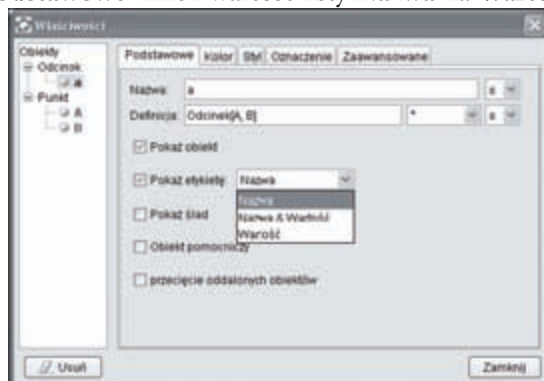 Właściwości
Obiekty
Odcinek
a
Punkt
A
B
Podstawowe Kolor Styl Oznaczenie Zaawansowane
Nazwa: a
Definicja: Odcinek[A, B]
Pokaż obiekt
Pokaż etykietę: Nazwa
Nazwa
Nazwa & Wartość
Warość
Pokaż ślad
Obiekt pomocniczy
przecięcie oddalonych obiektów
Usuń
Zamknij